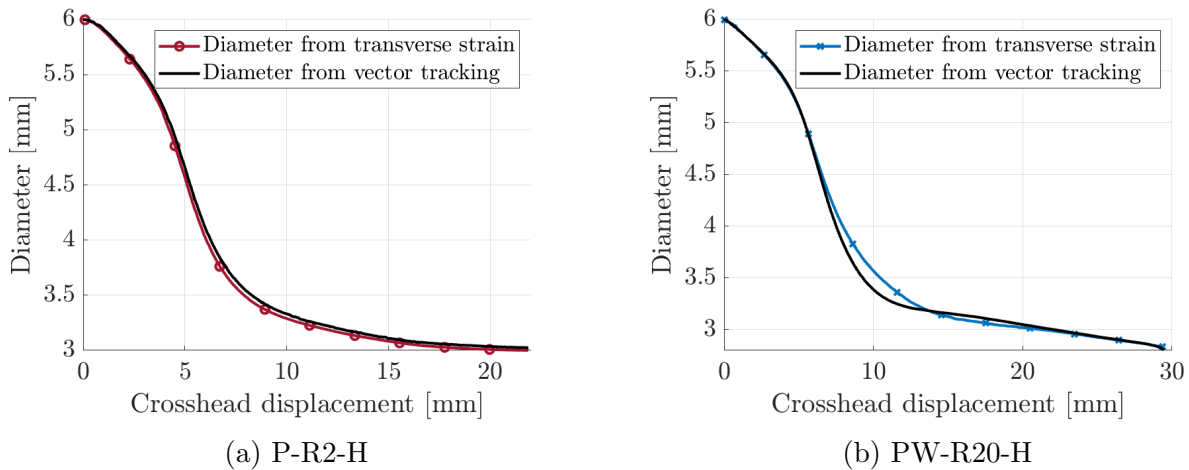 6
5.5
5
4.5
4
3.5
3
Diameter [mm]
Diameter from transverse strain
Diameter from vector tracking
0 5 10 15 20
Crosshead displacement [mm]
(a) P-R2-H
6
5.5
5
4.5
4
3.5
3
Diameter [mm]
Diameter from transverse strain
Diameter from vector tracking
0 10 20 30
Crosshead displacement [mm]
(b) PW-R20-H